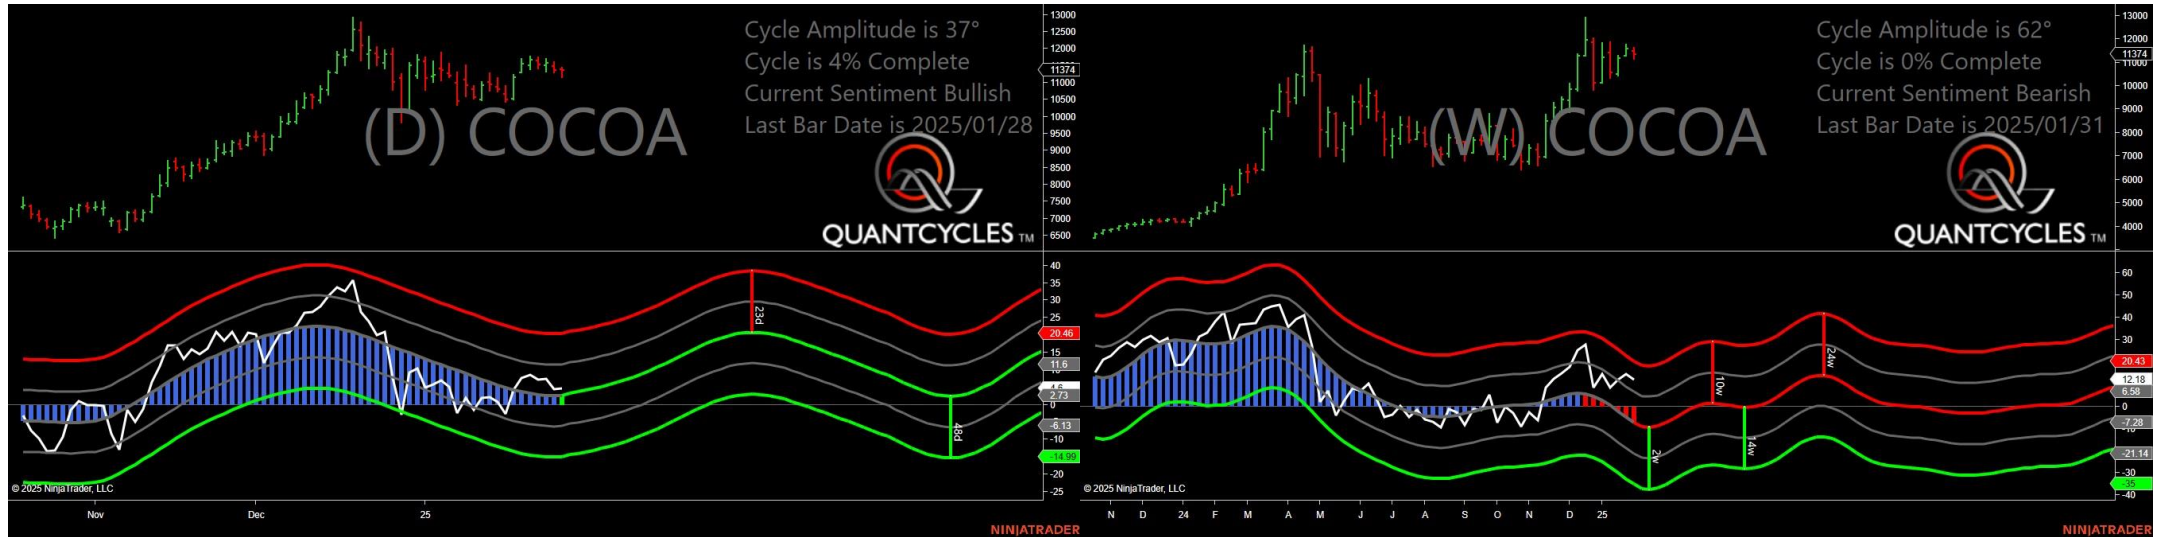 Cycle Amplitude is 37°
Cycle is 4% Complete
Current Sentiment Bullish
Last Bar Date is 2025/01/28
(D) COCOA
QUANTCYCLES TM
13000
12500
12000
11374
11000
10500
10000
9500
9000
8500
8000
7500
7000
6500
40
35
30
25
20.46
15
11.6
10
4.6
2.73
0
-6.13
-10
-14.99
-20
-25
23d
48d
© 2025 NinjaTrader, LLC
Nov
Dec
25
NINJATRADER
Cycle Amplitude is 62°
Cycle is 0% Complete
Current Sentiment Bearish
Last Bar Date is 2025/01/31
(W) COCOA
QUANTCYCLES TM
13000
12000
11374
11000
10000
9000
8000
7000
6000
5000
4000
60
50
40
30
20.43
12.18
6.58
0
-7.28
-10
-21.14
-30
-35
-40
10w
24w
2w
14w
© 2025 NinjaTrader, LLC
N D 24 F M A M J J A S O N D 25
NINJATRADER